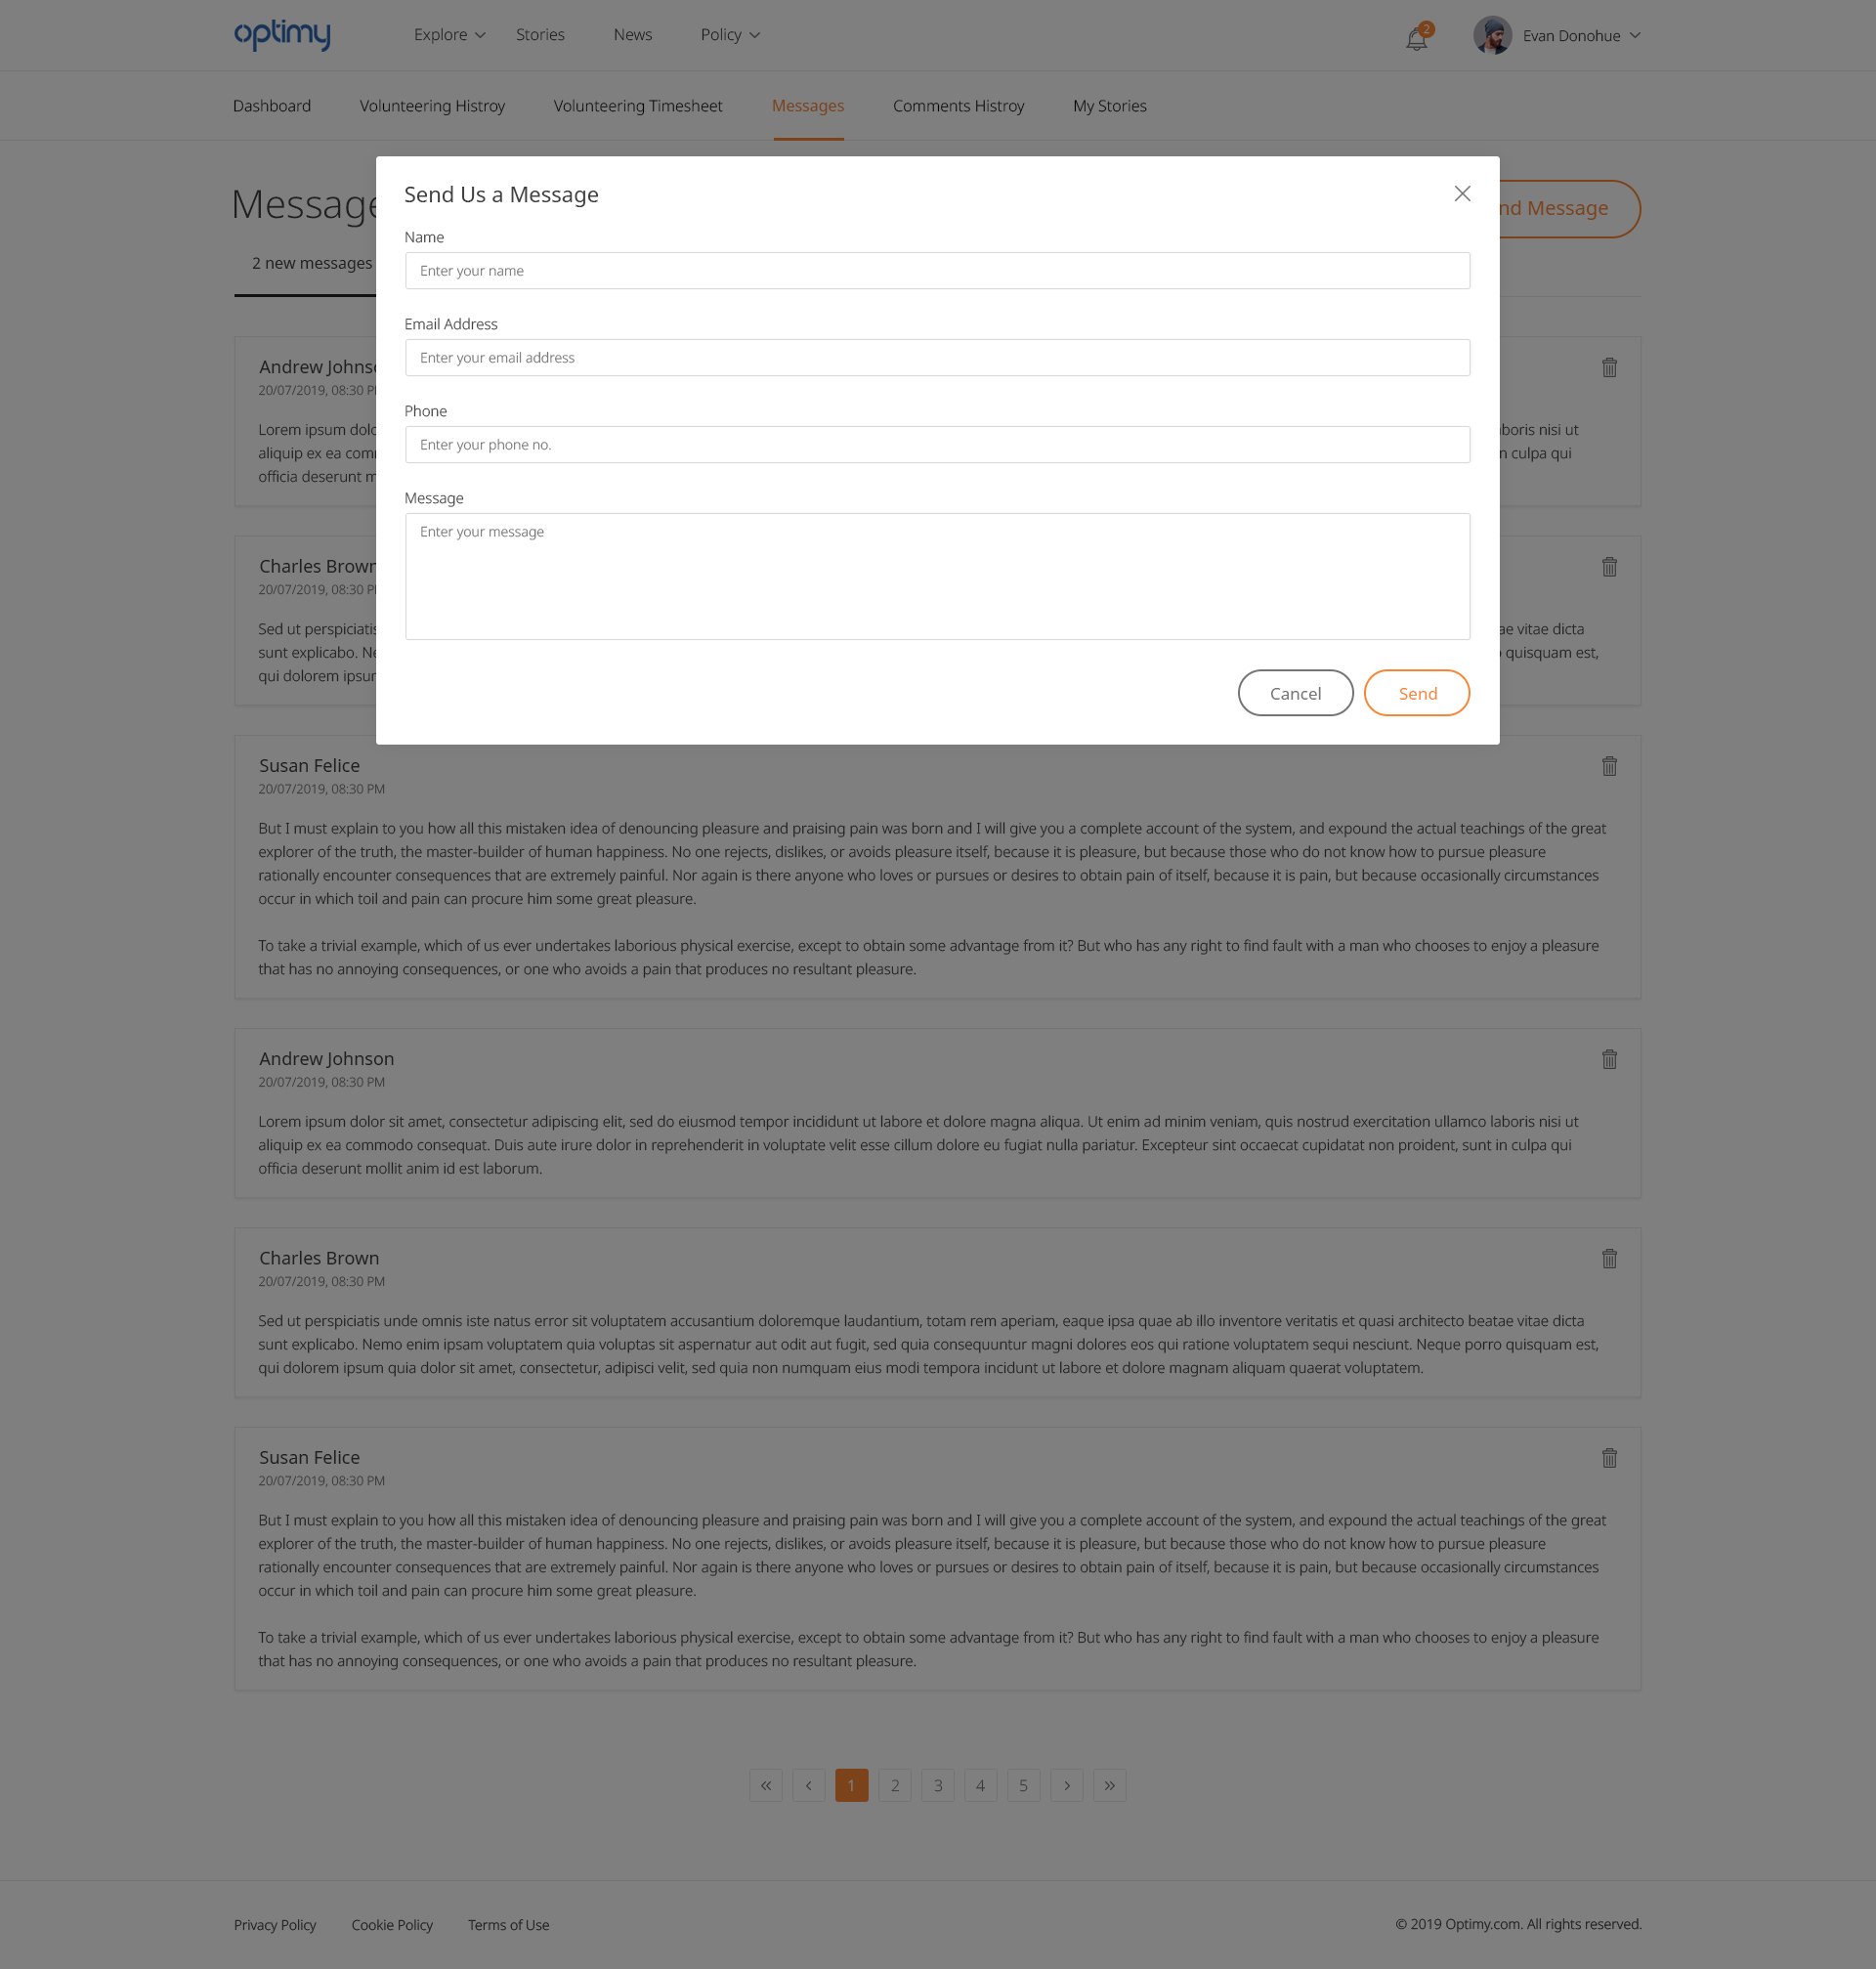 optimy
Explore
Stories
News
Policy
2
Evan Donohue
Dashboard
Volunteering Histroy
Volunteering Timesheet
Messages
Comments Histroy
My Stories
Send Us a Message
Name
Enter your name
Email Address
Enter your email address
Phone
Enter your phone no.
Message
Enter your message
Cancel
Send
Message
nd Message
2 new messages
Andrew Johns
20/07/2019, 08:30 P
Lorem ipsum dolo
boris nisi ut
aliquip ex ea com
n culpa qui
officia deserunt m
Charles Brown
20/07/2019, 08:30 P
Sed ut perspiciatis
ae vitae dicta
sunt explicabo. Ne
quisquam est,
qui dolorem ipsu
Susan Felice
20/07/2019, 08:30 PM
But I must explain to you how all this mistaken idea of denouncing pleasure and praising pain was born and I will give you a complete account of the system, and expound the actual teachings of the great
explorer of the truth, the master-builder of human happiness. No one rejects, dislikes, or avoids pleasure itself, because it is pleasure, but because those who do not know how to pursue pleasure
rationally encounter consequences that are extremely painful. Nor again is there anyone who loves or pursues or desires to obtain pain of itself, because it is pain, but because occasionally circumstances
occur in which toil and pain can procure him some great pleasure.
To take a trivial example, which of us ever undertakes laborious physical exercise, except to obtain some advantage from it? But who has any right to find fault with a man who chooses to enjoy a pleasure
that has no annoying consequences, or one who avoids a pain that produces no resultant pleasure.
Andrew Johnson
20/07/2019, 08:30 PM
Lorem ipsum dolor sit amet, consectetur adipiscing elit, sed do eiusmod tempor incididunt ut labore et dolore magna aliqua. Ut enim ad minim veniam, quis nostrud exercitation ullamco laboris nisi ut
aliquip ex ea commodo consequat. Duis aute irure dolor in reprehenderit in voluptate velit esse cillum dolore eu fugiat nulla pariatur. Excepteur sint occaecat cupidatat non proident, sunt in culpa qui
officia deserunt mollit anim id est laborum.
Charles Brown
20/07/2019, 08:30 PM
Sed ut perspiciatis unde omnis iste natus error sit voluptatem accusantium doloremque laudantium, totam rem aperiam, eaque ipsa quae ab illo inventore veritatis et quasi architecto beatae vitae dicta
sunt explicabo. Nemo enim ipsam voluptatem quia voluptas sit aspernatur aut odit aut fugit, sed quia consequuntur magni dolores eos qui ratione voluptatem sequi nesciunt. Neque porro quisquam est,
qui dolorem ipsum quia dolor sit amet, consectetur, adipisci velit, sed quia non numquam eius modi tempora incidunt ut labore et dolore magnam aliquam quaerat voluptatem.
Susan Felice
20/07/2019, 08:30 PM
But I must explain to you how all this mistaken idea of denouncing pleasure and praising pain was born and I will give you a complete account of the system, and expound the actual teachings of the great
explorer of the truth, the master-builder of human happiness. No one rejects, dislikes, or avoids pleasure itself, because it is pleasure, but because those who do not know how to pursue pleasure
rationally encounter consequences that are extremely painful. Nor again is there anyone who loves or pursues or desires to obtain pain of itself, because it is pain, but because occasionally circumstances
occur in which toil and pain can procure him some great pleasure.
To take a trivial example, which of us ever undertakes laborious physical exercise, except to obtain some advantage from it? But who has any right to find fault with a man who chooses to enjoy a pleasure
that has no annoying consequences, or one who avoids a pain that produces no resultant pleasure.
« ‹ 1 2 3 4 5 › »
Privacy Policy
Cookie Policy
Terms of Use
© 2019 Optimy.com. All rights reserved.